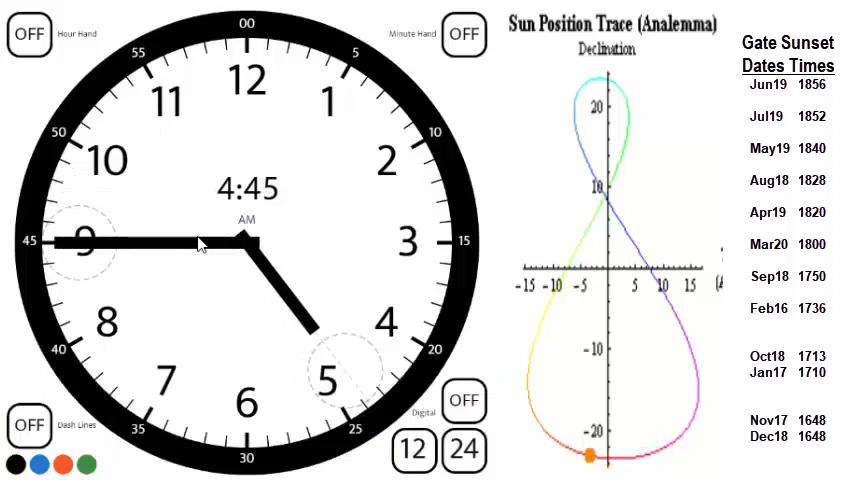 OFF
Hour Hand
Minute Hand
OFF
00
5
10
15
20
25
30
35
40
45
50
55
12
1
2
3
4
5
6
7
8
9
10
11
4:45
AM
OFF
Dash Lines
Digital
OFF
12
24
Sun Position Trace (Analemma)
Declination
20
10
-15 -10 -5 5 10 15
-10
-20
Gate Sunset
Dates Times
Jun19 1856
Jul19 1852
May19 1840
Aug18 1828
Apr19 1820
Mar20 1800
Sep18 1750
Feb16 1736
Oct18 1713
Jan17 1710
Nov17 1648
Dec18 1648